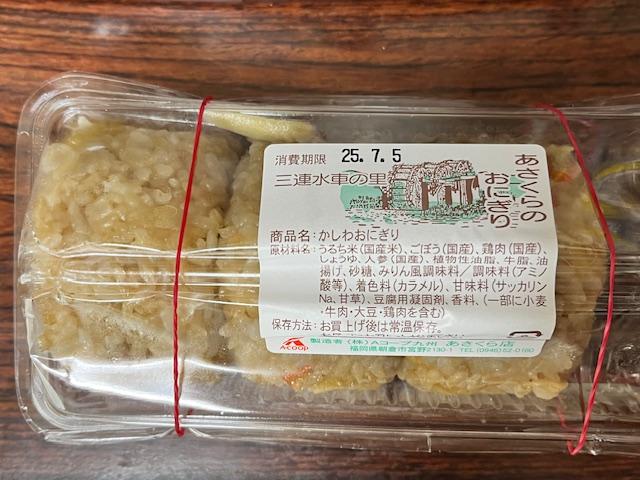 消費期限 25.7.5
三連水車の里
あさくらの
おにぎり
商品名:かしわおにぎり
原材料名:うるち米(国産米)、ごぼう(国産)、鶏肉(国産)、
しょうゆ、人参(国産)、植物性油脂、牛脂、油
揚げ、砂糖、みりん風調味料/調味料(アミノ
酸等)、着色料(カラメル)、甘味料(サッカリン
Na、甘草)、豆腐用凝固剤、香料、(一部に小麦
・牛肉・大豆・鶏肉を含む)
保存方法:お買上げ後は常温保存。
A・COOP
製造者(株)Aコープ九州 あさくら店
福岡県朝倉市宮野2130-1 TEL(0946)52-0180